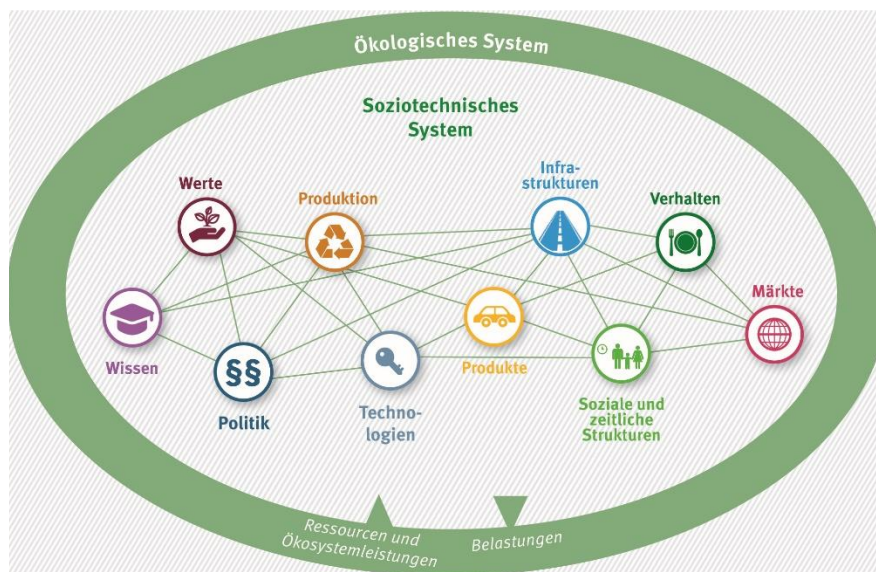 Ökologisches System
Soziotechnisches
System
Werte
Produktion
Infra-
strukturen
Verhalten
Wissen
§§
Politik
Techno-
logien
Produkte
Soziale und
zeitliche
Strukturen
Märkte
Ressourcen und
Ökosystemleistungen
Belastungen